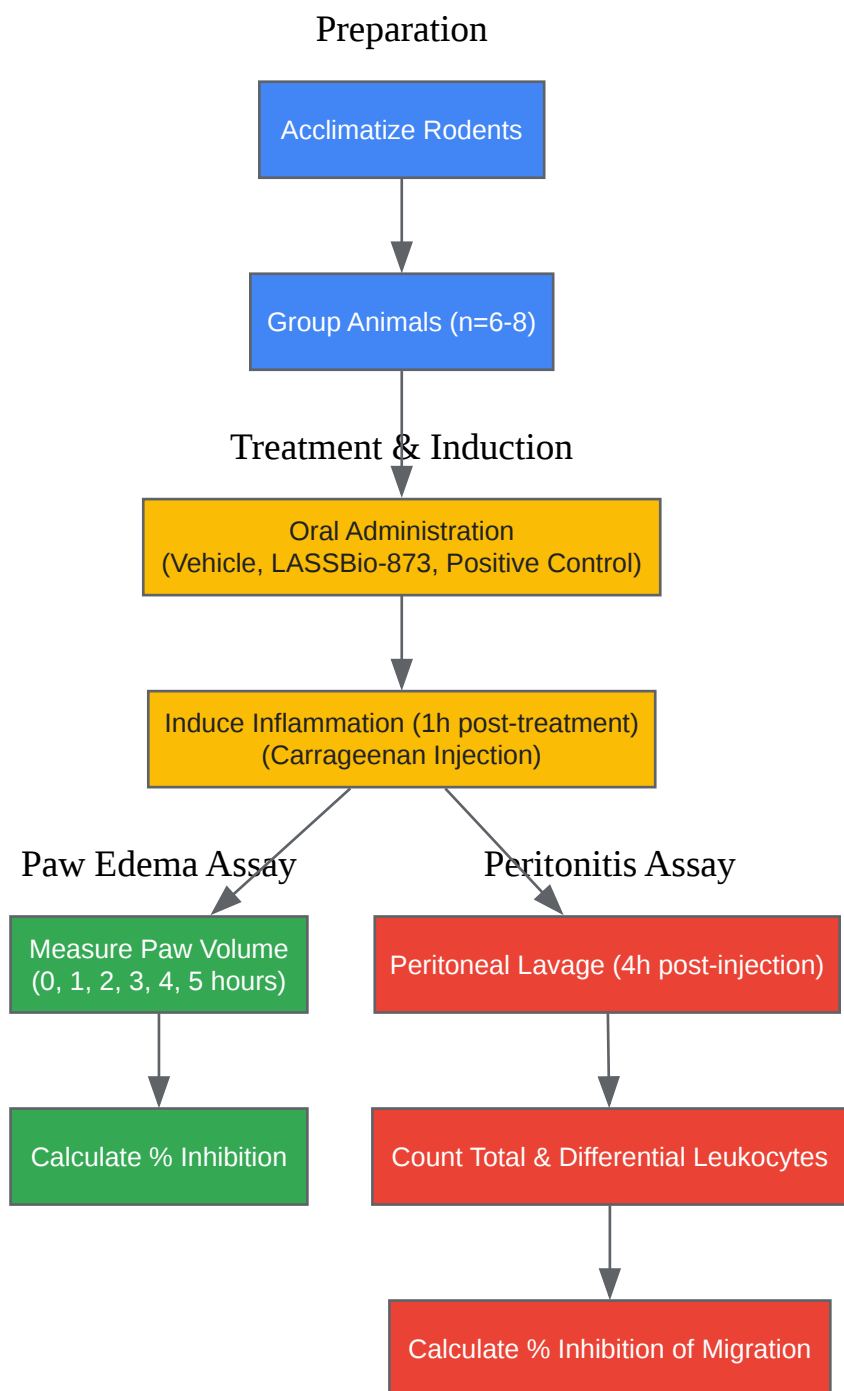 Preparation
Acclimatize Rodents
Group Animals (n=6-8)
Treatment & Induction
Oral Administration
(Vehicle, LASSBio-873, Positive Control)
Induce Inflammation (1h post-treatment)
(Carrageenan Injection)
Paw Edema Assay
Measure Paw Volume
(0, 1, 2, 3, 4, 5 hours)
Calculate % Inhibition
Peritonitis Assay
Peritoneal Lavage (4h post-injection)
Count Total & Differential Leukocytes
Calculate % Inhibition of Migration